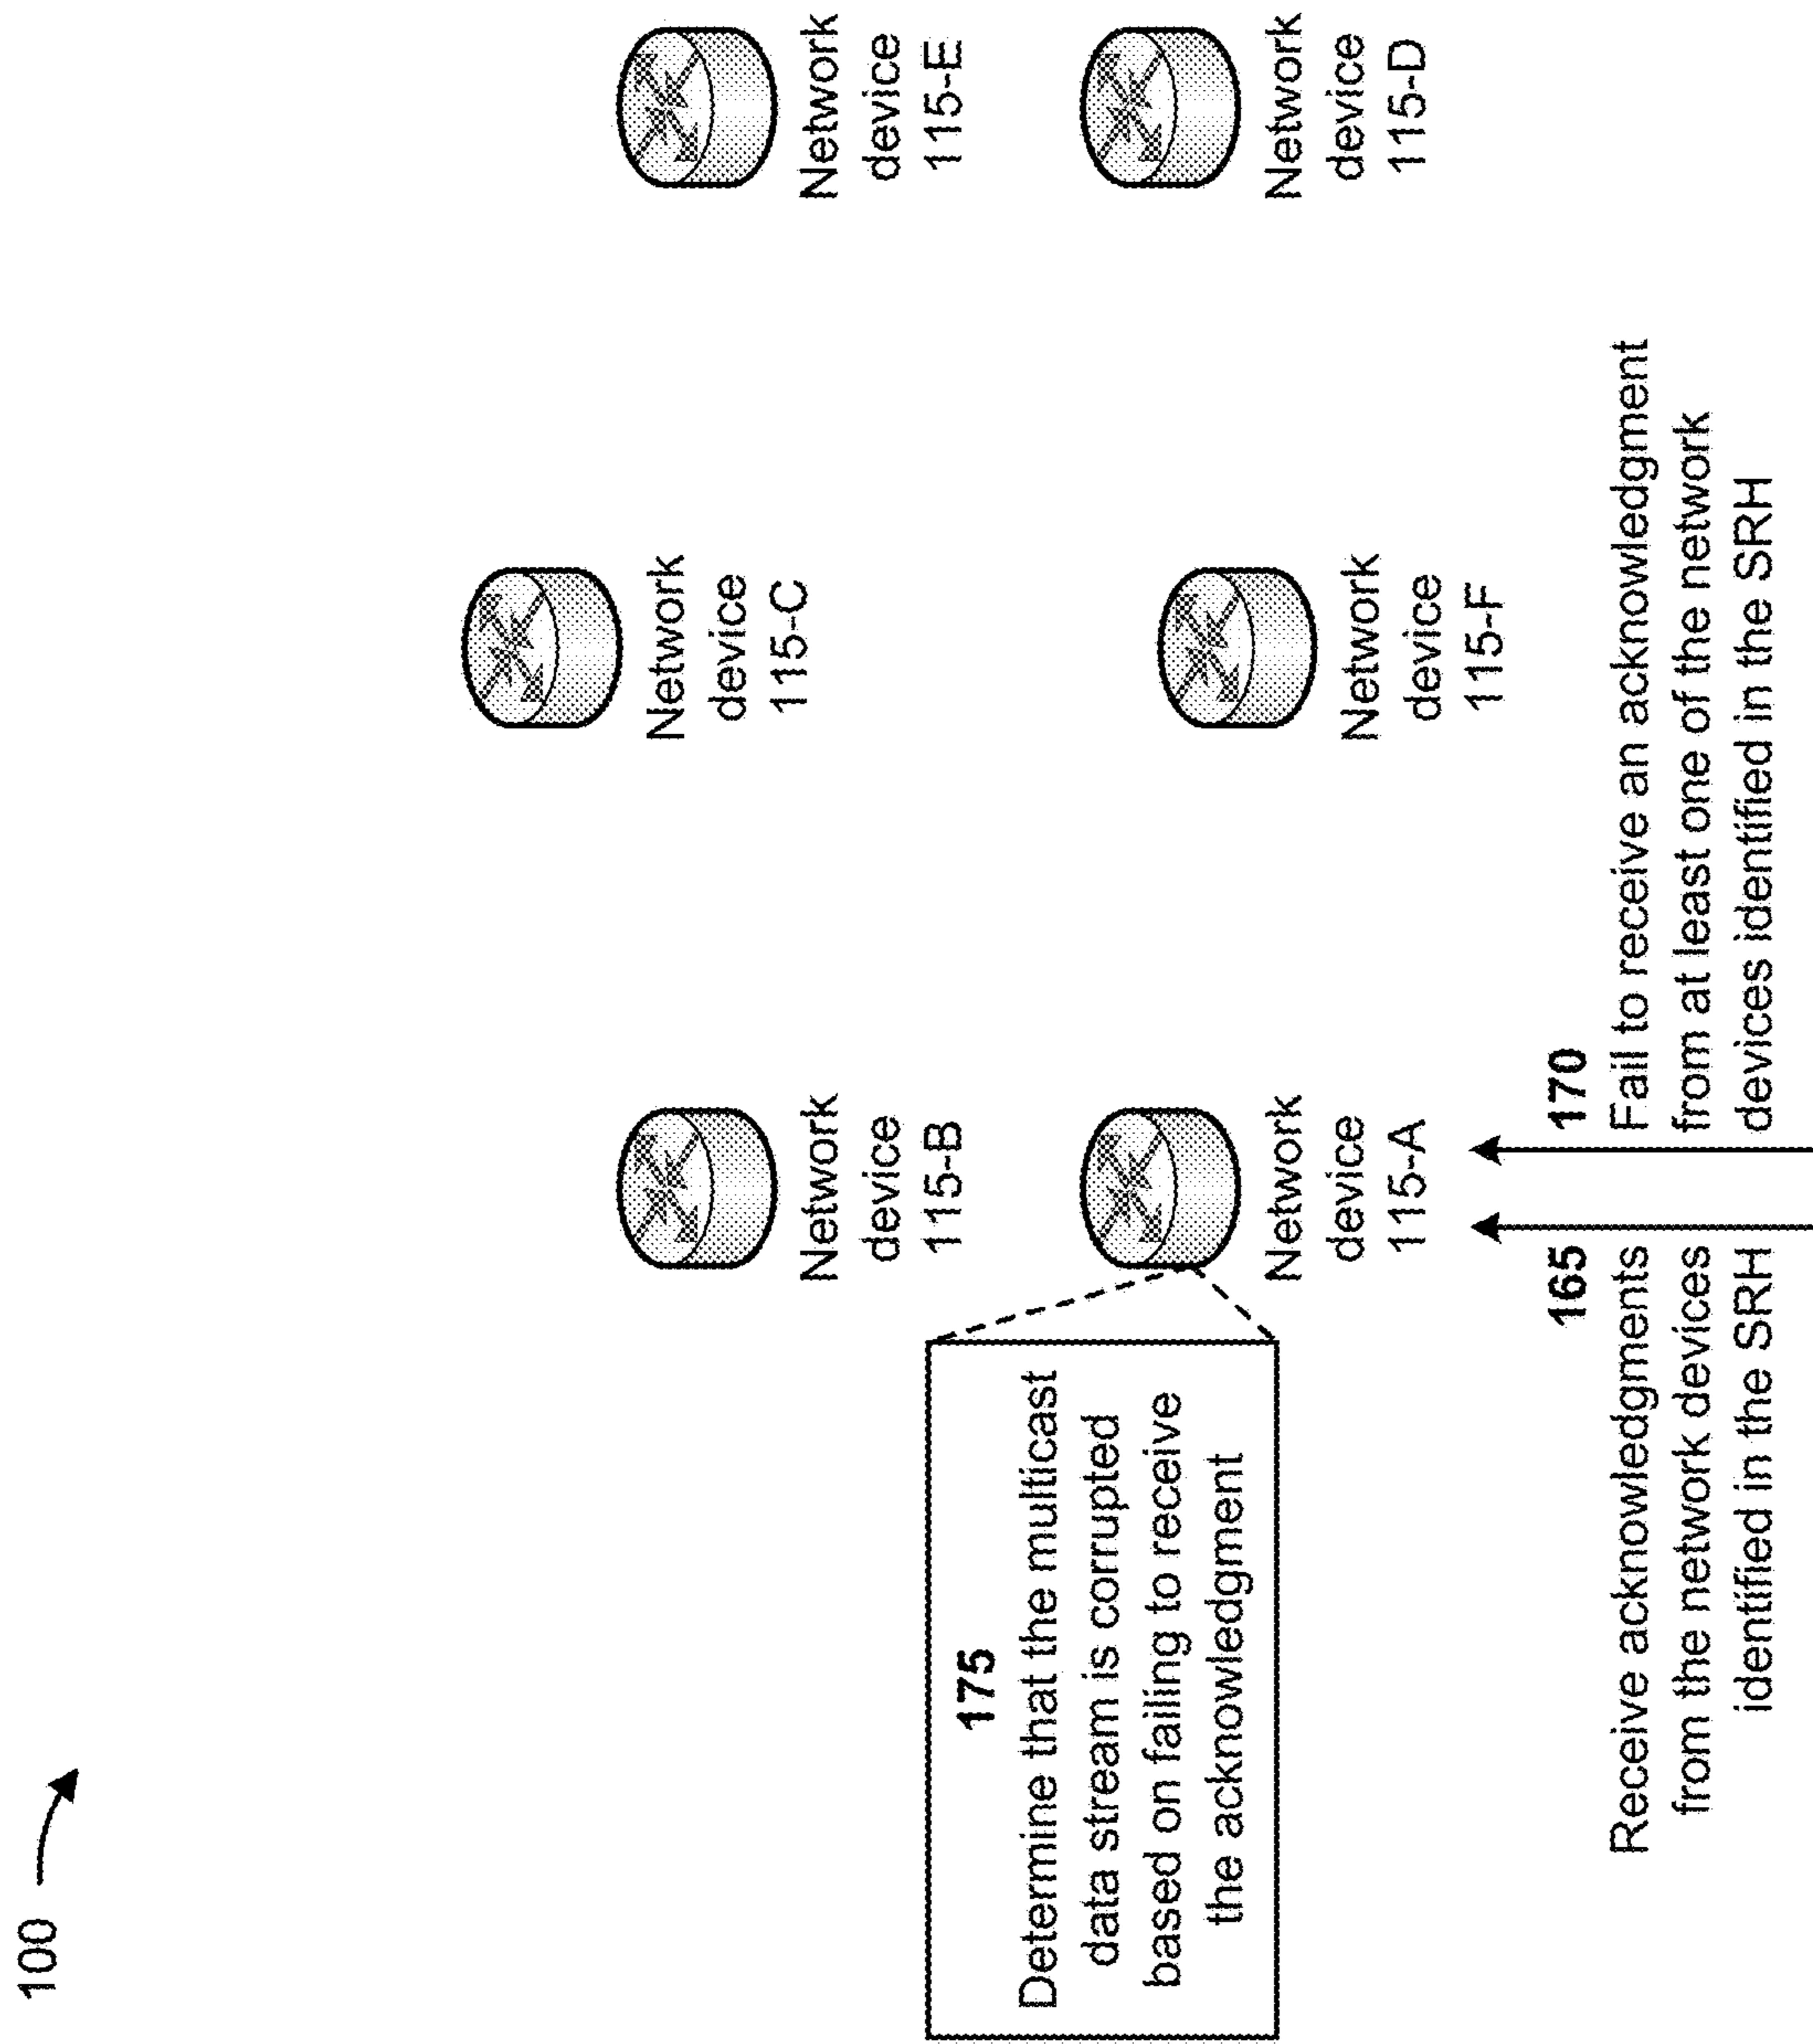 100
Network
device
115-C
Network
device
115-B
Network
device
115-E
175
Determine that the multicast
data stream is corrupted
based on failing to receive
the acknowledgment
Network
device
115-A
Network
device
115-F
Network
device
115-D
165
Receive acknowledgments
from the network devices
identified in the SRH
170
Fail to receive an acknowledgment
from at least one of the network
devices identified in the SRH